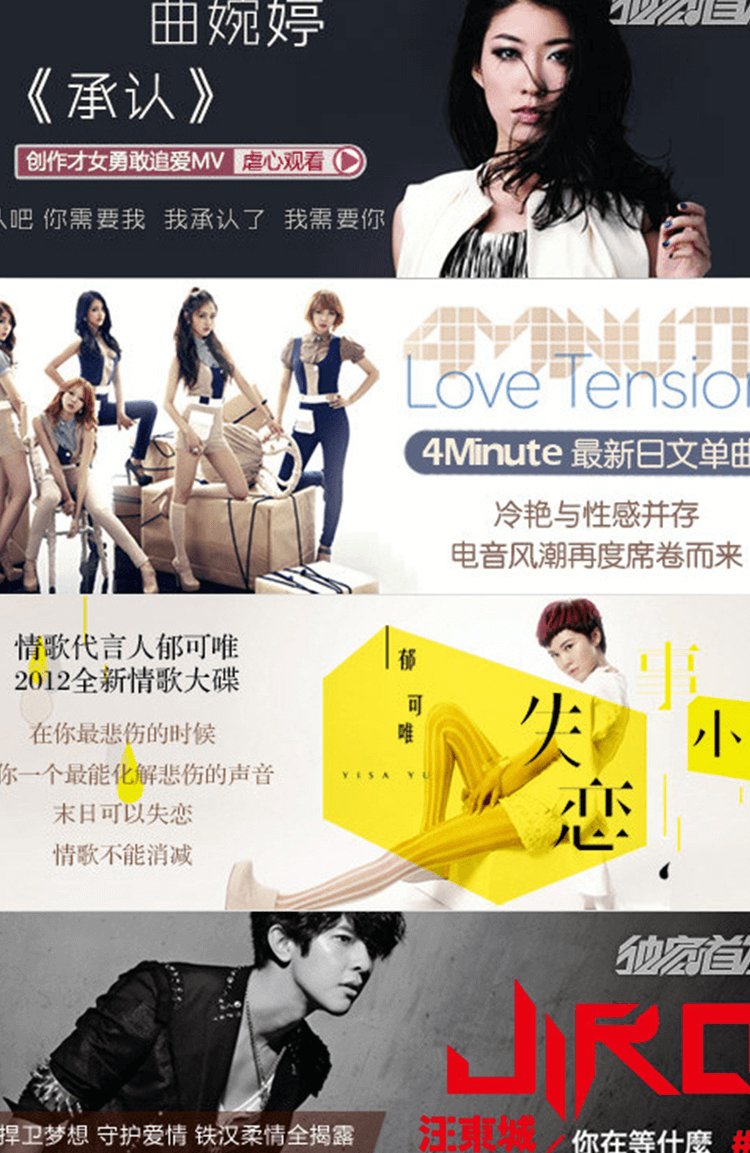 曲婉婷
《承认》
创作才女勇敢追爱MV 虐心观看
认吧 你需要我 我承认了 我需要你
4MINUT
Love Tension
4Minute 最新日文单曲
冷艳与性感并存
电音风潮再度席卷而来
情歌代言人郁可唯
2012全新情歌大碟
在你最悲伤的时候
你一个最能化解悲伤的声音
末日可以失恋
情歌不能消减
郁可唯
YISA YU
失恋
事
小
,
独家首
JIRO
汪東城 / 你在等什麼
捍卫梦想 守护爱情 铁汉柔情全揭露